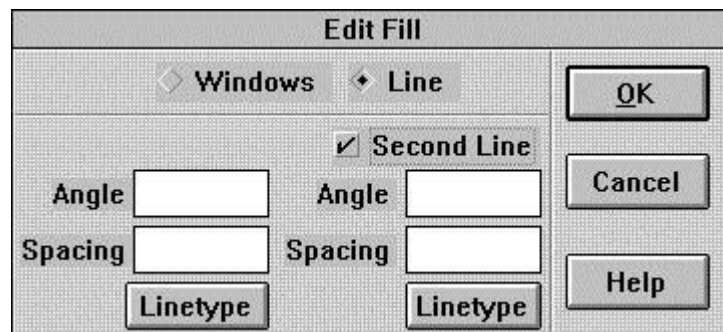 Edit Fill
Windows Line
OK
Second Line
Angle Angle
Cancel
Spacing Spacing
Linetype Linetype
Help